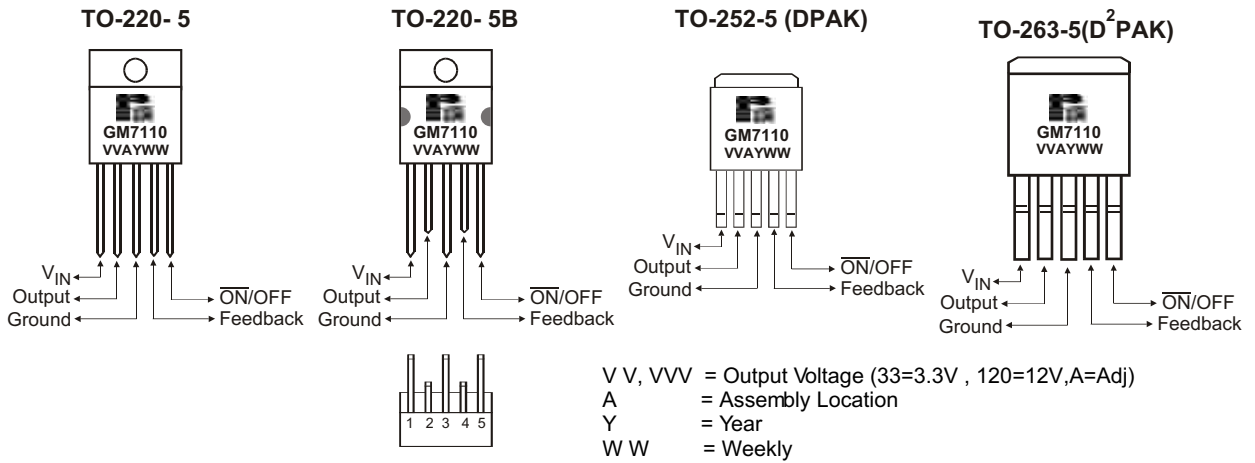 TO-220- 5
TO-220- 5B
TO-252-5 (DPAK)
TO-263-5(D²PAK)
GM7110
VVAYWW
GM7110
VVAYWW
GM7110
VVAYWW
GM7110
VVAYWW
VIN
Output
Ground
ON/OFF
Feedback
VIN
Output
Ground
ON/OFF
Feedback
VIN
Output
Ground
ON/OFF
Feedback
VIN
Output
Ground
ON/OFF
Feedback
1 2 3 4 5
V V, VVV = Output Voltage (33=3.3V , 120=12V,A=Adj)
A = Assembly Location
Y = Year
W W = Weekly